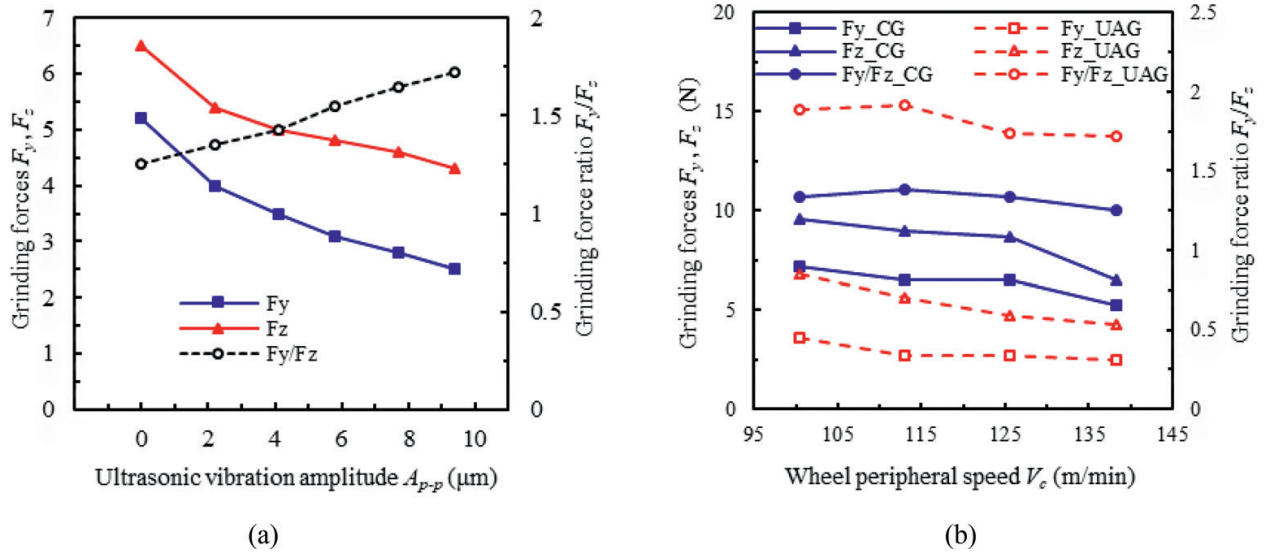 Grinding forces Fy, Fz
7
6
5
4
3
2
1
0
Fy
Fz
Fy/Fz
2
1.5
1
0.5
0
Grinding force ratio Fy/Fz
0 2 4 6 8 10
Ultrasonic vibration amplitude Ap-p (μm)
(a)
Grinding forces Fy, Fz (N)
20
15
10
5
0
Fy_CG Fy_UAG
Fz_CG Fz_UAG
Fy/Fz_CG Fy/Fz_UAG
2.5
2
1.5
1
0.5
0
Grinding force ratio Fy/Fz
95 105 115 125 135 145
Wheel peripheral speed Vc (m/min)
(b)